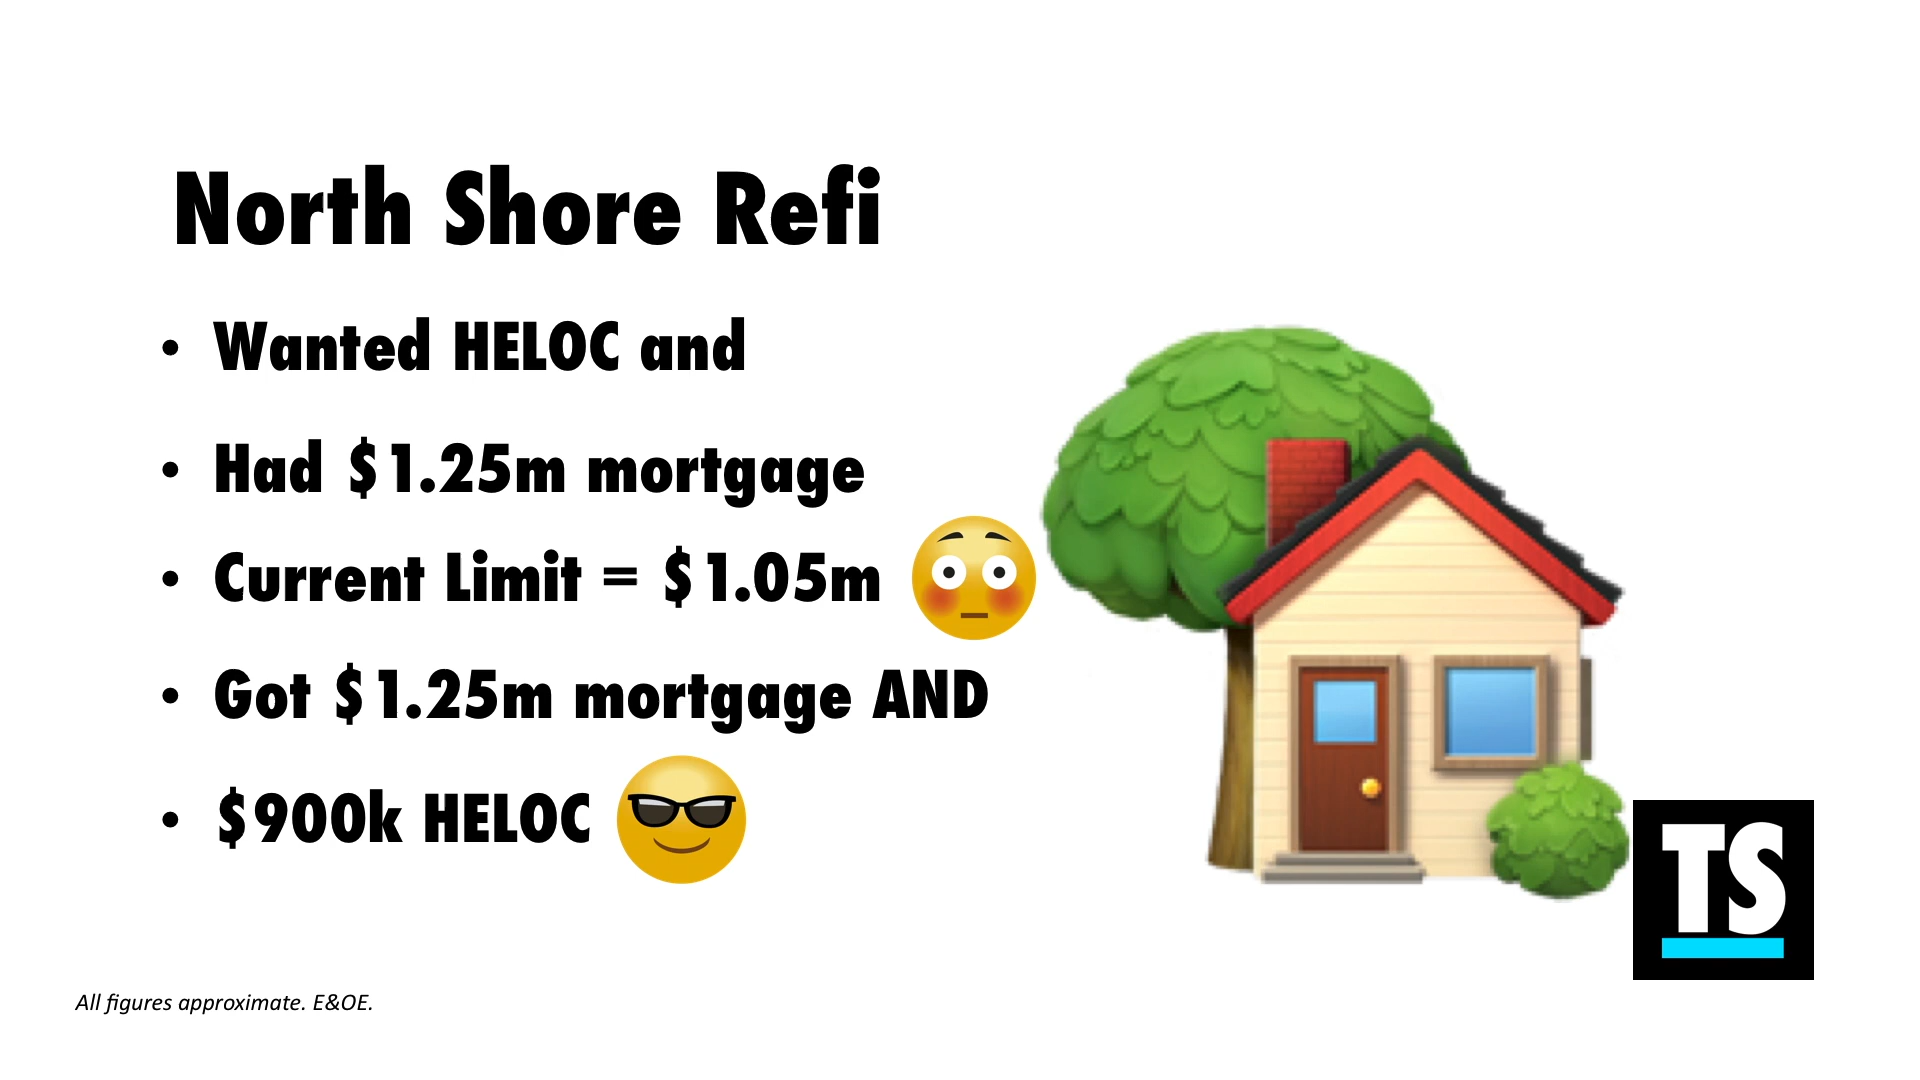 North Shore Refi
• Wanted HELOC and
• Had $1.25m mortgage
• Current Limit = $1.05m
• Got $1.25m mortgage AND
• $900k HELOC
TS
All figures approximate. E&OE.